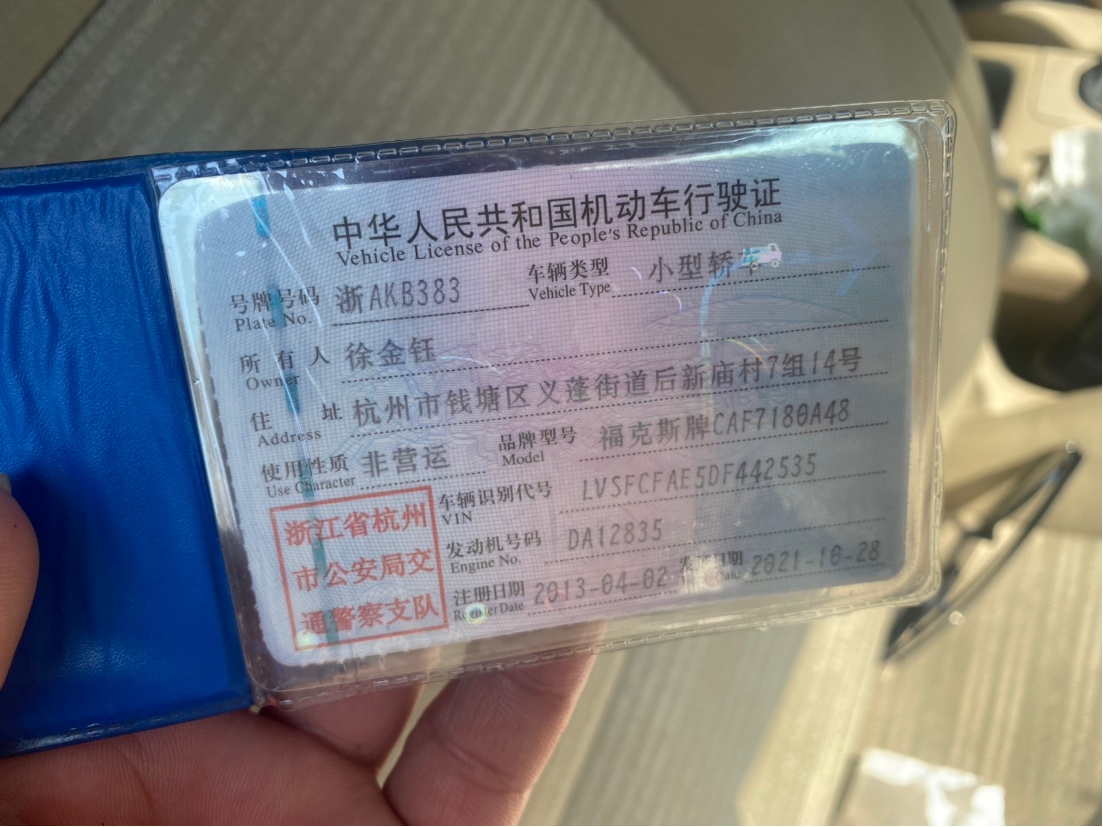 中华人民共和国机动车行驶证
Vehicle License of the People's Republic of China
号牌号码 浙AKB383 车辆类型 小型轿车
Plate No. Vehicle Type
所有人 徐金钰
Owner
住址 杭州市钱塘区义蓬街道后新庙村7组14号
Address
使用性质 非营运 品牌型号 福克斯牌CAF7180A48
Use Character Model
车辆识别代号 LVSFCFAE5DF442535
VIN
发动机号码 DA12835
Engine No.
注册日期 2013-04-02 发证日期 2021-10-28
Register Date Date
浙江省杭州
市公安局交
通警察支队